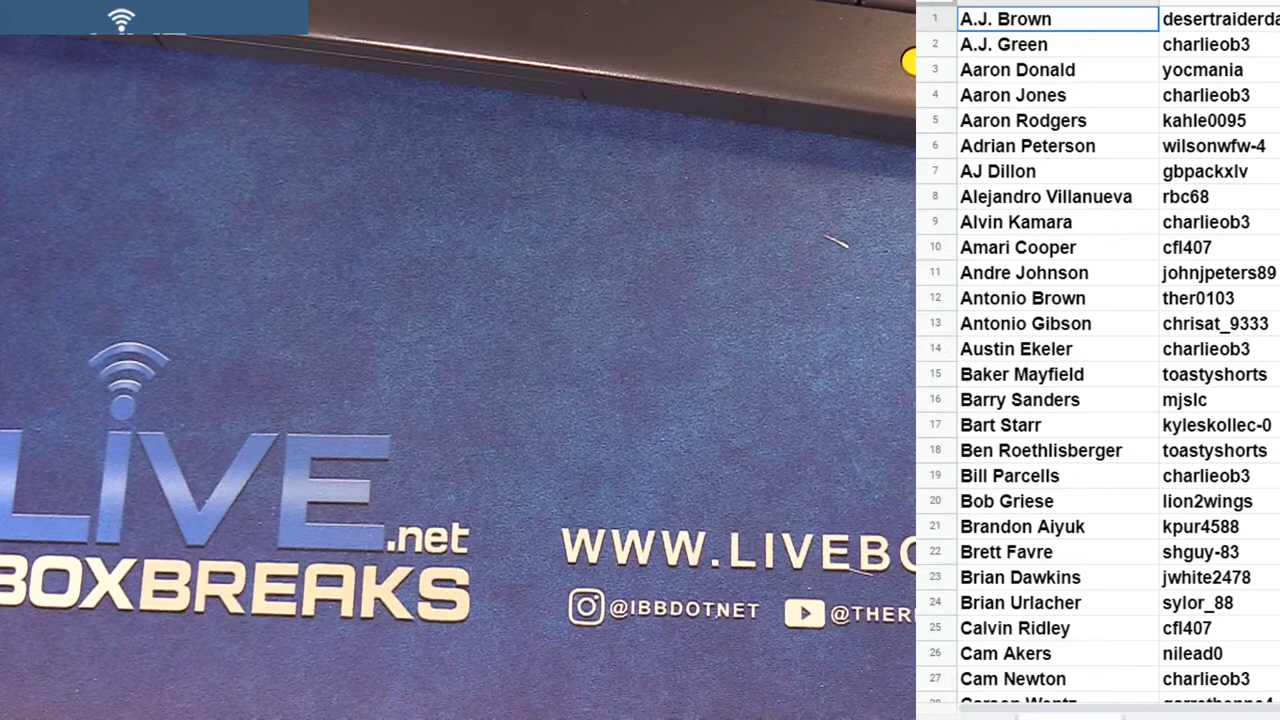 LiVE.net
BOXBREAKS
WWW.LIVEBO
@IBBDOTNET @THER
1 A.J. Brown desertraiderda
2 A.J. Green charlieob3
3 Aaron Donald yocmania
4 Aaron Jones charlieob3
5 Aaron Rodgers kahle0095
6 Adrian Peterson wilsonwfw-4
7 AJ Dillon gbpackxlv
8 Alejandro Villanueva rbc68
9 Alvin Kamara charlieob3
10 Amari Cooper cfl407
11 Andre Johnson johnjpeters89
12 Antonio Brown ther0103
13 Antonio Gibson chrisat_9333
14 Austin Ekeler charlieob3
15 Baker Mayfield toastyshorts
16 Barry Sanders mjslc
17 Bart Starr kyleskollec-0
18 Ben Roethlisberger toastyshorts
19 Bill Parcells charlieob3
20 Bob Griese lion2wings
21 Brandon Aiyuk kpur4588
22 Brett Favre shguy-83
23 Brian Dawkins jwhite2478
24 Brian Urlacher sylor_88
25 Calvin Ridley cfl407
26 Cam Akers nilead0
27 Cam Newton charlieob3